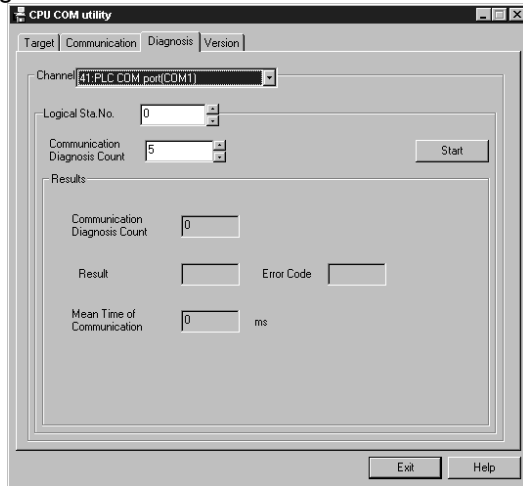 CPU COM utility
Target Communication Diagnosis Version
Channel 41:PLC COM port(COM1)
Logical Sta.No. 0
Communication
Diagnosis Count 5
Start
Results
Communication
Diagnosis Count 0
Result Error Code
Mean Time of
Communication 0 ms
Exit Help